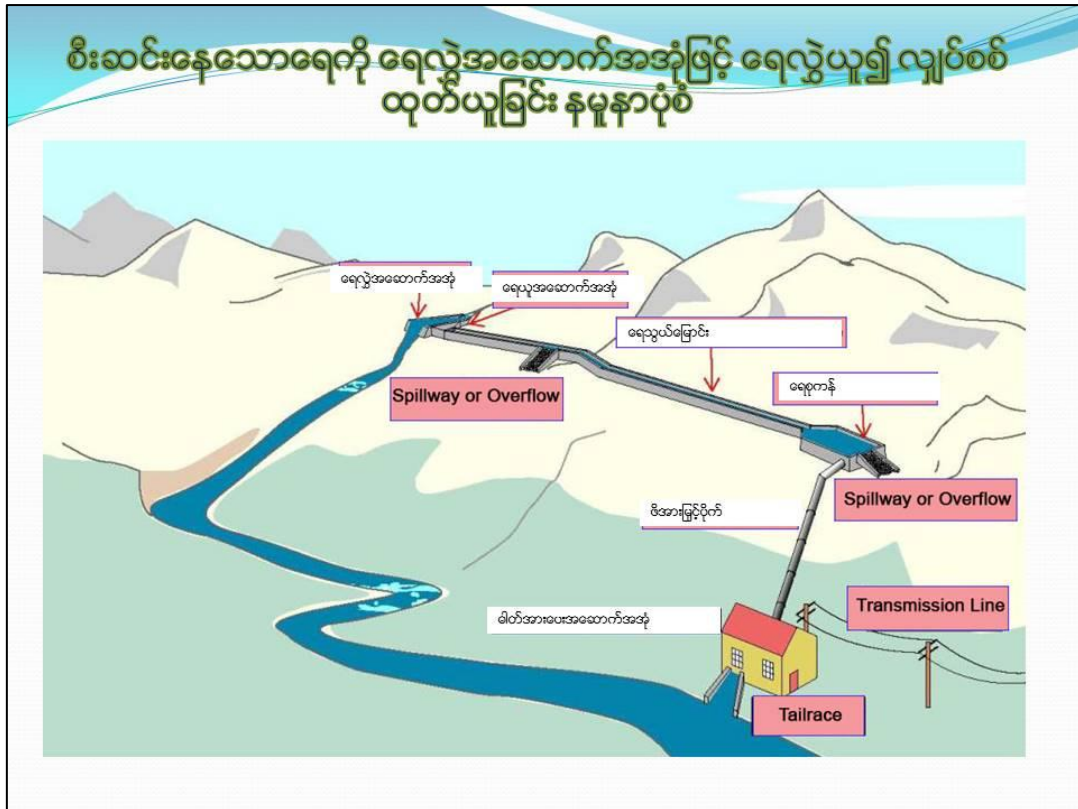 စီးဆင်းနေသောရေကို ရေလွှဲအဆောက်အအုံဖြင့် ရေလွှဲယူ၍ လျှပ်စစ်
ထုတ်ယူခြင်း နမူနာပုံစံ
ရေလွှဲအဆောက်အအုံ
ရေယူအဆောက်အအုံ
ရေသွယ်မြောင်း
ရေစုကန်
Spillway or Overflow
Spillway or Overflow
ဖိအားမြှင့်ပိုက်
Transmission Line
ဓါတ်အားပေးအဆောက်အအုံ
Tailrace